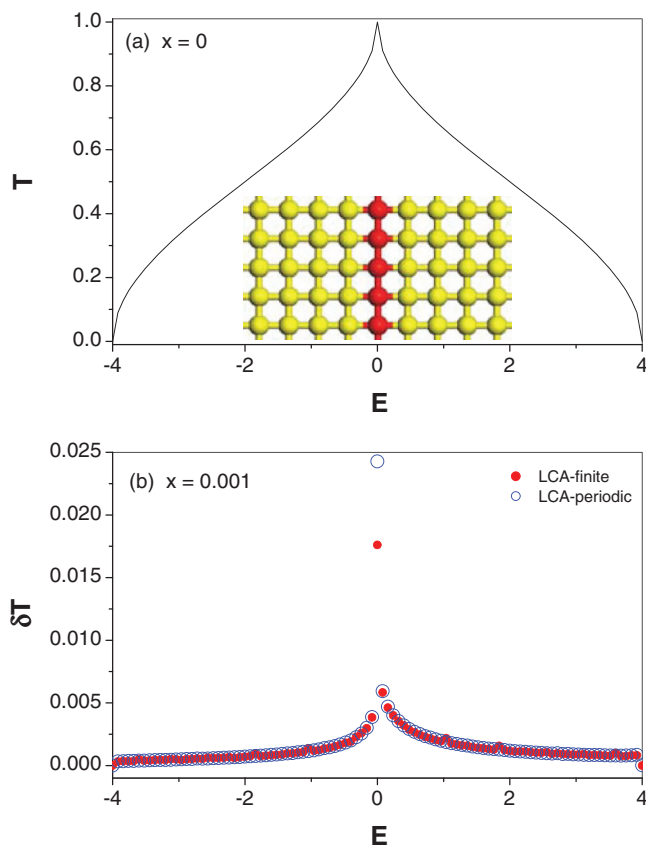 (a) x = 0
1.0
0.8
0.6
0.4
0.2
0.0
T
-4 -2 0 2 4
E
(b) x = 0.001
LCA-finite
LCA-periodic
0.025
0.020
0.015
0.010
0.005
0.000
δT
-4 -2 0 2 4
E